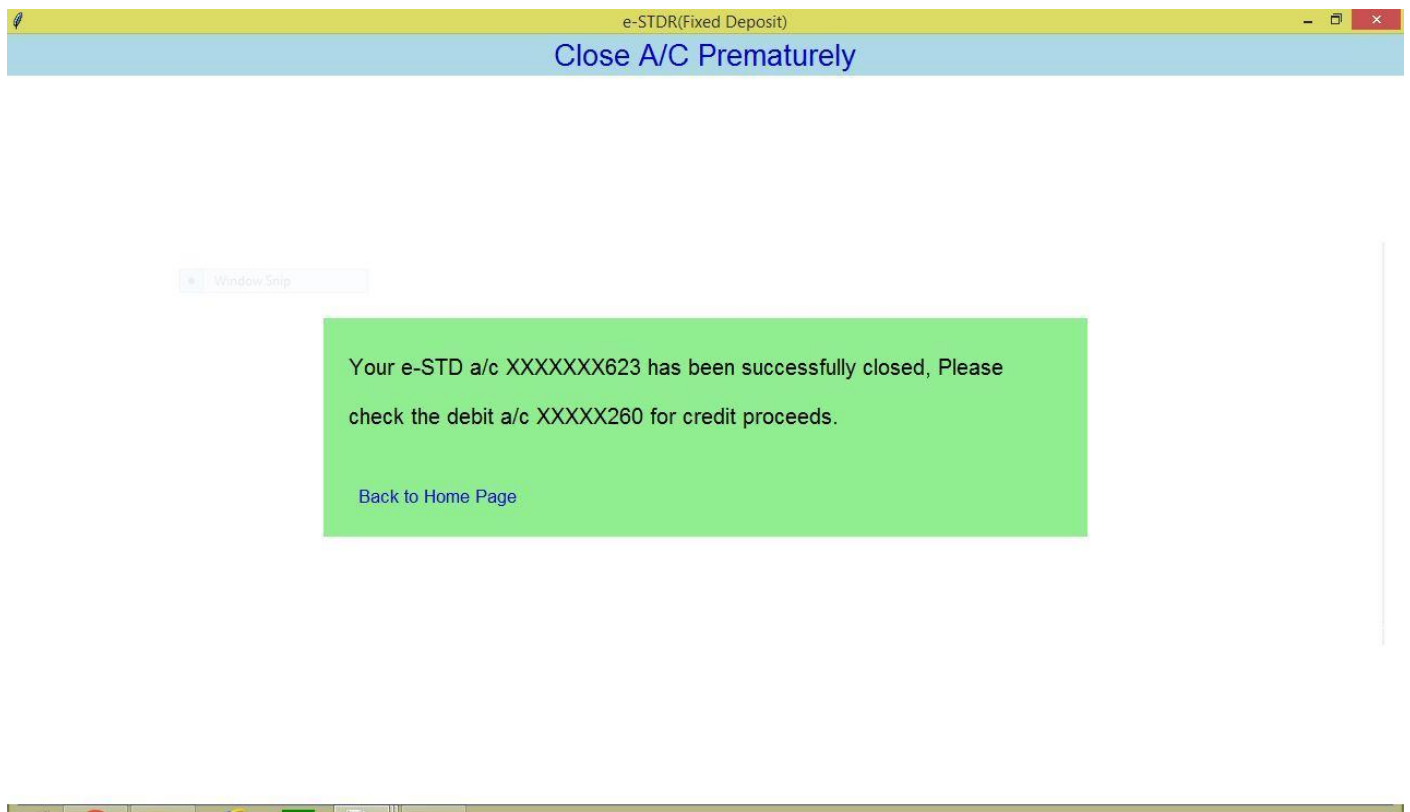 e-STDR(Fixed Deposit)
Close A/C Prematurely
Window Snip
Your e-STD a/c XXXXXXX623 has been successfully closed, Please
check the debit a/c XXXXX260 for credit proceeds.
Back to Home Page